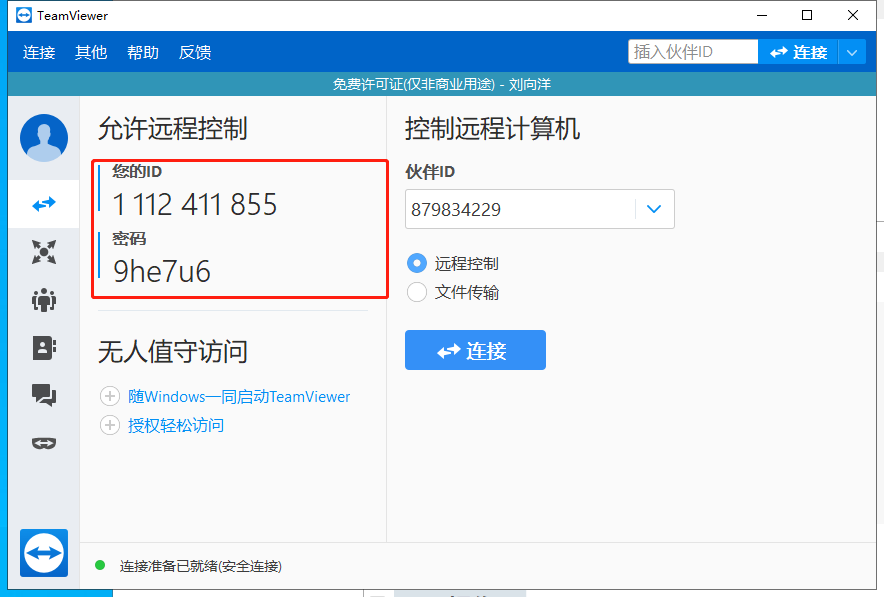 TeamViewer
连接 其他 帮助 反馈
插入伙伴ID
连接
免费许可证(仅非商业用途) - 刘向洋
允许远程控制
您的ID
1 112 411 855
密码
9he7u6
无人值守访问
随Windows一同启动TeamViewer
授权轻松访问
控制远程计算机
伙伴ID
879834229
远程控制
文件传输
连接
连接准备已就绪(安全连接)